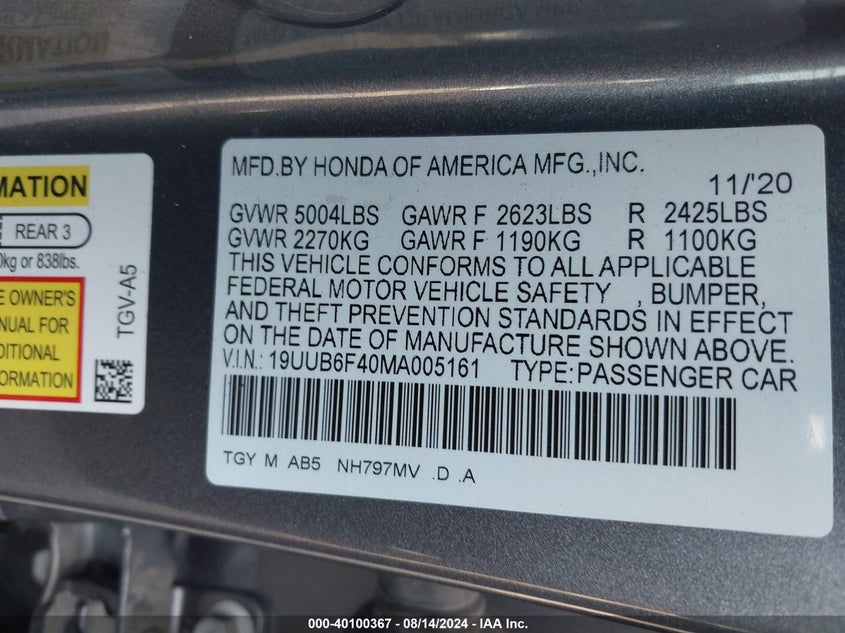 MATION
REAR 3
0kg or 838lbs.
E OWNER'S
NUAL FOR
DITIONAL
FORMATION
TGV-A5
MFD.BY HONDA OF AMERICA MFG.,INC.
11/'20
GVWR 5004LBS GAWR F 2623LBS R 2425LBS
GVWR 2270KG GAWR F 1190KG R 1100KG
THIS VEHICLE CONFORMS TO ALL APPLICABLE
FEDERAL MOTOR VEHICLE SAFETY , BUMPER,
AND THEFT PREVENTION STANDARDS IN EFFECT
ON THE DATE OF MANUFACTURE SHOWN ABOVE.
V.I.N.: 19UUB6F40MA005161 TYPE:PASSENGER CAR
TGY M AB5 NH797MV .D .A
000-40100367 - 08/14/2024 - IAA Inc.